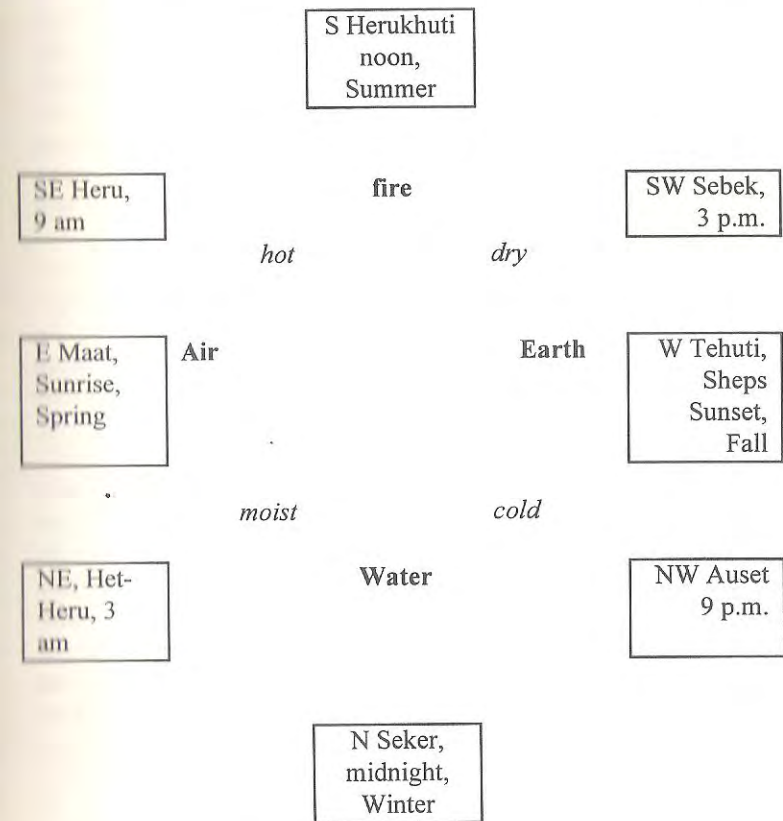 S Herukhuti
noon,
Summer
SE Heru,
9 am
fire
SW Sebek,
3 p.m.
hot
dry
E Maat,
Sunrise,
Spring
Air
Earth
W Tehuti,
Sheps
Sunset,
Fall
moist
cold
NE, Het-
Heru, 3
am
Water
NW Auset
9 p.m.
N Seker,
midnight,
Winter